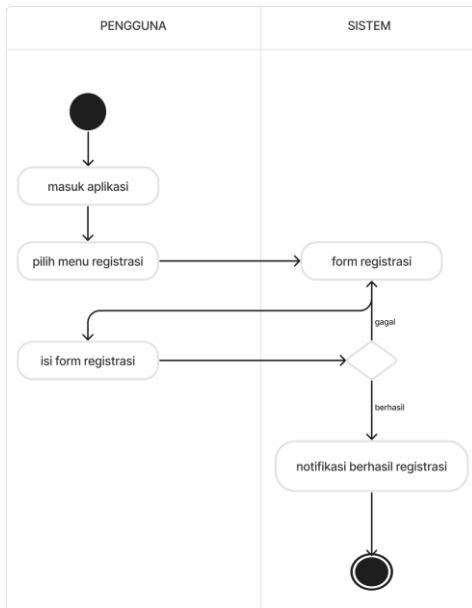 PENGGUNA
SISTEM
masuk aplikasi
pilih menu registrasi
form registrasi
gagal
isi form registrasi
berhasil
notifikasi berhasil registrasi